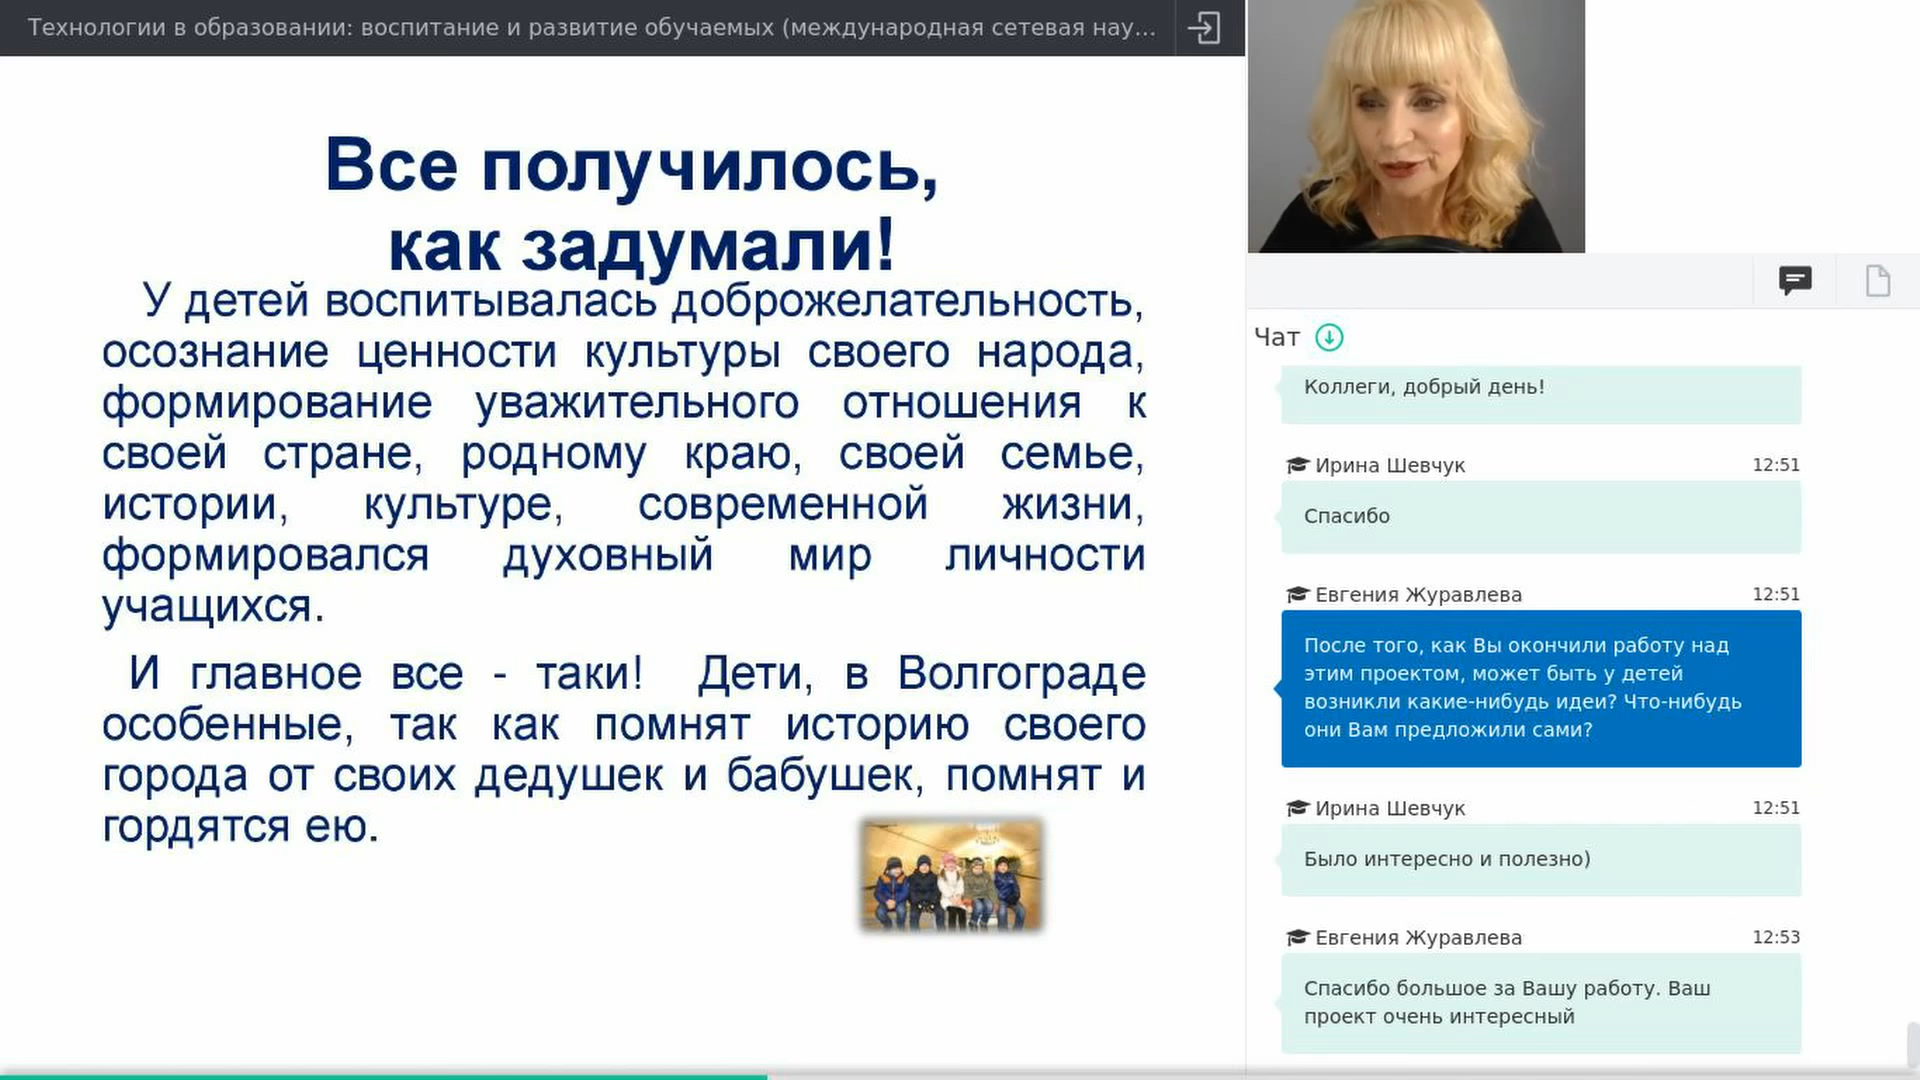 Технологии в образовании: воспитание и развитие обучаемых (международная сетевая нау...
Все получилось,
как задумали!
У детей воспитывалась доброжелательность,
осознание ценности культуры своего народа,
формирование уважительного отношения к
своей стране, родному краю, своей семье,
истории, культуре, современной жизни,
формировался духовный мир личности
учащихся.
И главное все - таки! Дети, в Волгограде
особенные, так как помнят историю своего
города от своих дедушек и бабушек, помнят и
гордятся ею.
Чат
Коллеги, добрый день!
Ирина Шевчук 12:51
Спасибо
Евгения Журавлева 12:51
После того, как Вы окончили работу над
этим проектом, может быть у детей
возникли какие-нибудь идеи? Что-нибудь
они Вам предложили сами?
Ирина Шевчук 12:51
Было интересно и полезно)
Евгения Журавлева 12:53
Спасибо большое за Вашу работу. Ваш
проект очень интересный